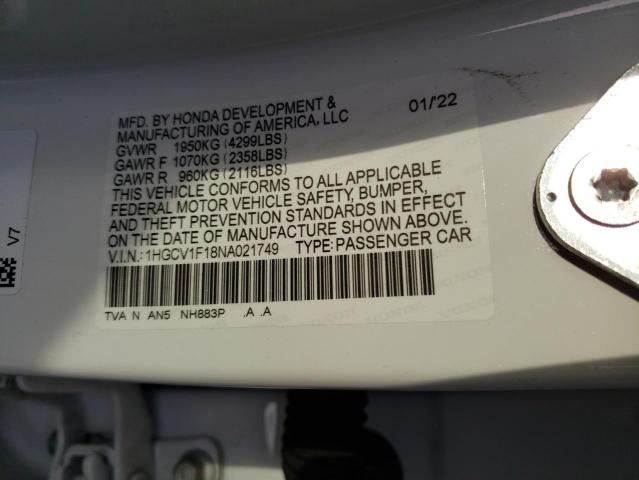 MFD. BY HONDA DEVELOPMENT &
MANUFACTURING OF AMERICA, LLC 01/'22
GVWR 1950KG (4299LBS)
GAWR F 1070KG (2358LBS)
GAWR R 960KG (2116LBS)
THIS VEHICLE CONFORMS TO ALL APPLICABLE
FEDERAL MOTOR VEHICLE SAFETY, BUMPER,
AND THEFT PREVENTION STANDARDS IN EFFECT
ON THE DATE OF MANUFACTURE SHOWN ABOVE.
V.I.N.:1HGCV1F18NA021749 TYPE:PASSENGER CAR
TVA N AN5 NH883P .A .A
V7